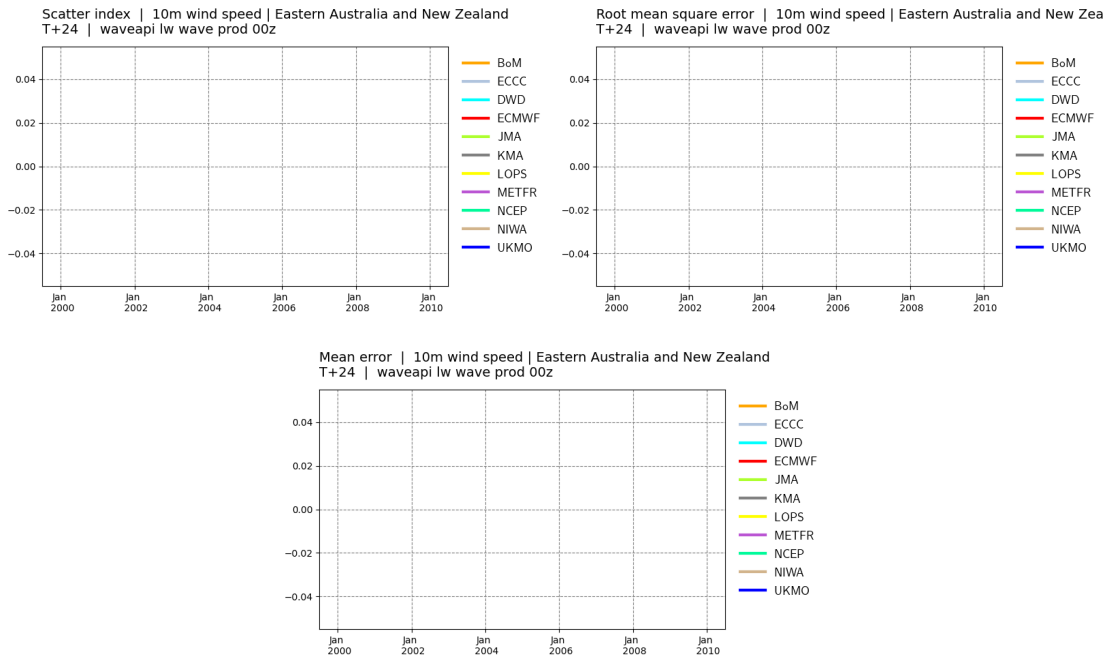 Scatter index | 10m wind speed | Eastern Australia and New Zealand
T+24 | waveapi lw wave prod 00z
0.04
0.02
0.00
−0.02
−0.04
Jan
2000
Jan
2002
Jan
2004
Jan
2006
Jan
2008
Jan
2010
BoM
ECCC
DWD
ECMWF
JMA
KMA
LOPS
METFR
NCEP
NIWA
UKMO
Root mean square error | 10m wind speed | Eastern Australia and New Zea
T+24 | waveapi lw wave prod 00z
0.04
0.02
0.00
−0.02
−0.04
Jan
2000
Jan
2002
Jan
2004
Jan
2006
Jan
2008
Jan
2010
BoM
ECCC
DWD
ECMWF
JMA
KMA
LOPS
METFR
NCEP
NIWA
UKMO
Mean error | 10m wind speed | Eastern Australia and New Zealand
T+24 | waveapi lw wave prod 00z
0.04
0.02
0.00
−0.02
−0.04
Jan
2000
Jan
2002
Jan
2004
Jan
2006
Jan
2008
Jan
2010
BoM
ECCC
DWD
ECMWF
JMA
KMA
LOPS
METFR
NCEP
NIWA
UKMO